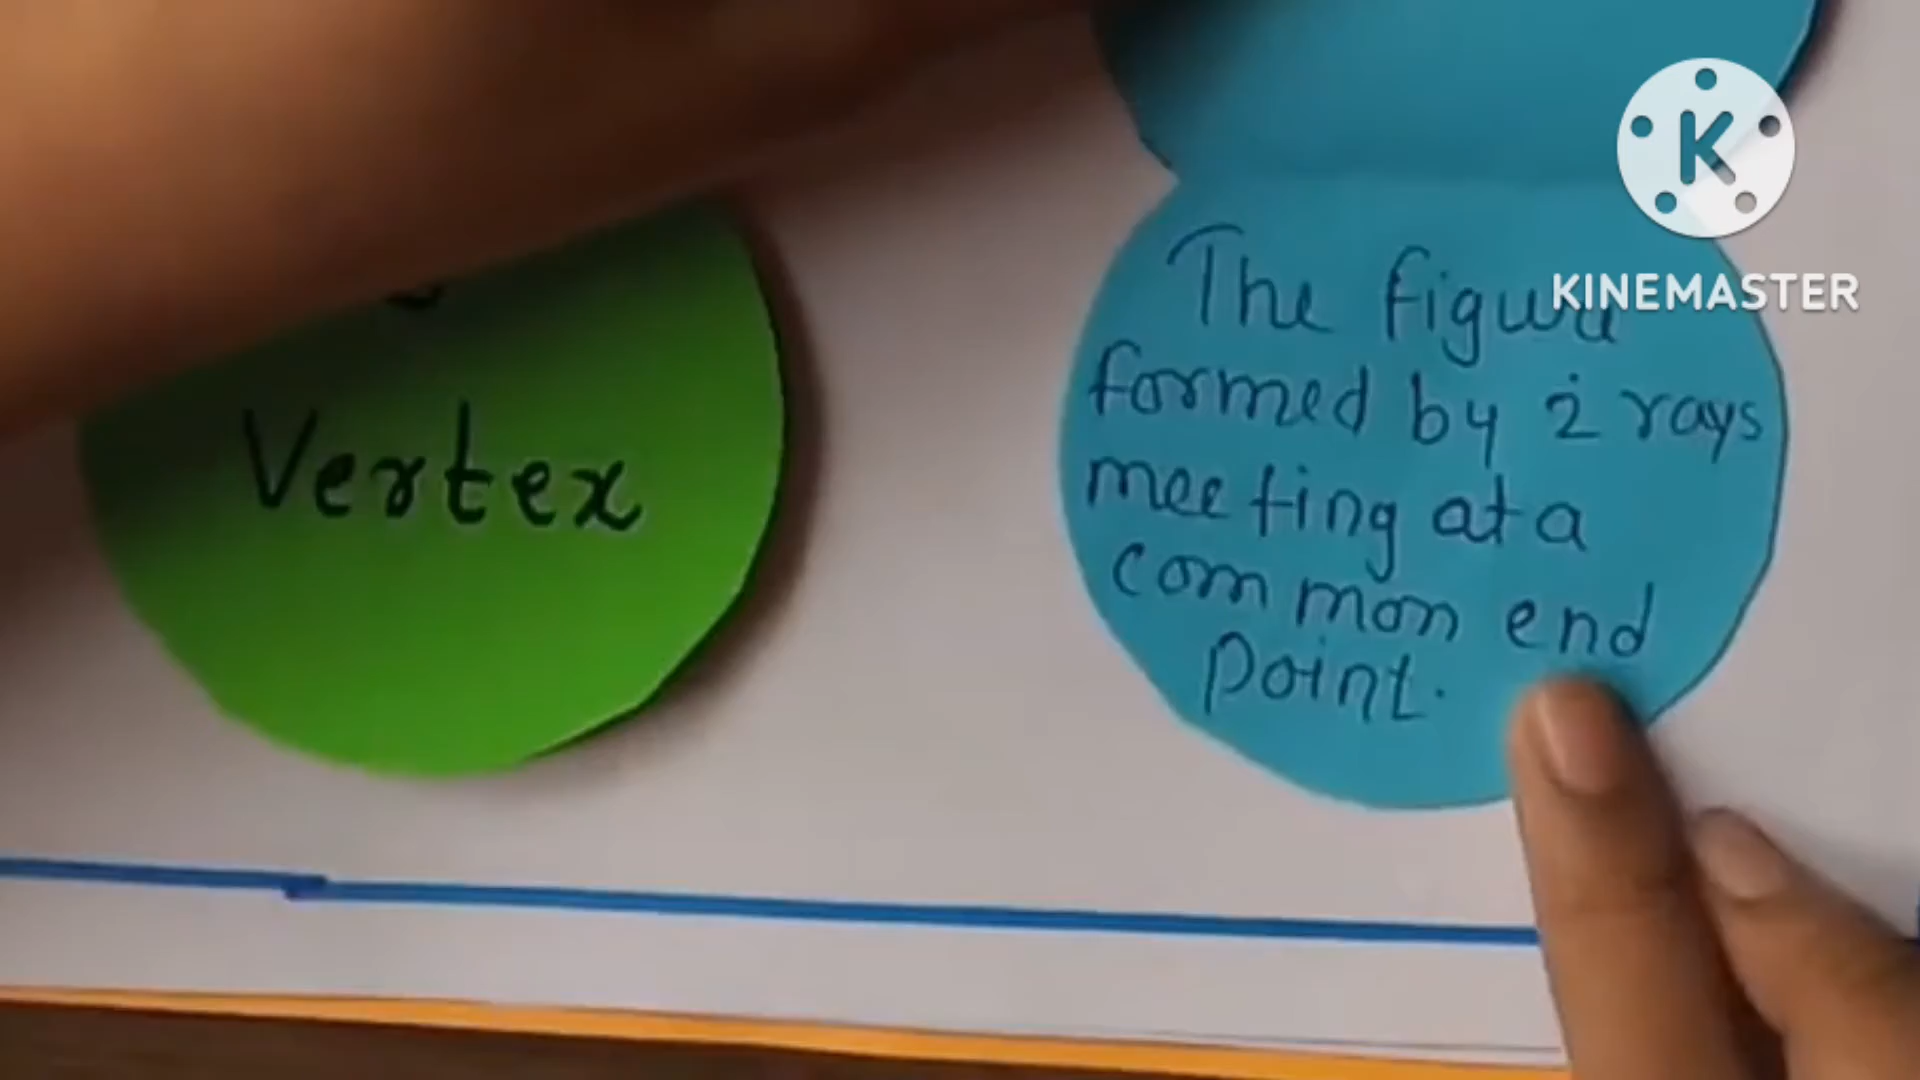 Vertex
The figure
formed by 2 rays
meeting at a
common end
point.
KINEMASTER